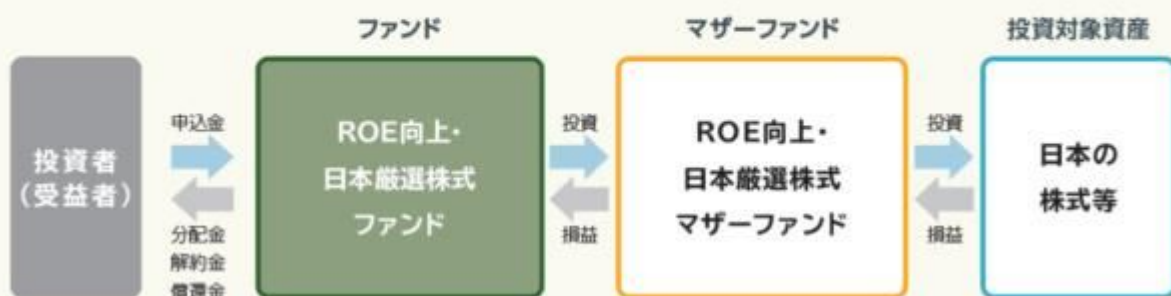 ファンド
マザーファンド
投資対象資産
投資者
(受益者)
申込金
分配金
解約金
償還金
ROE向上・
日本厳選株式
ファンド
投資
損益
ROE向上・
日本厳選株式
マザーファンド
投資
損益
日本の
株式等